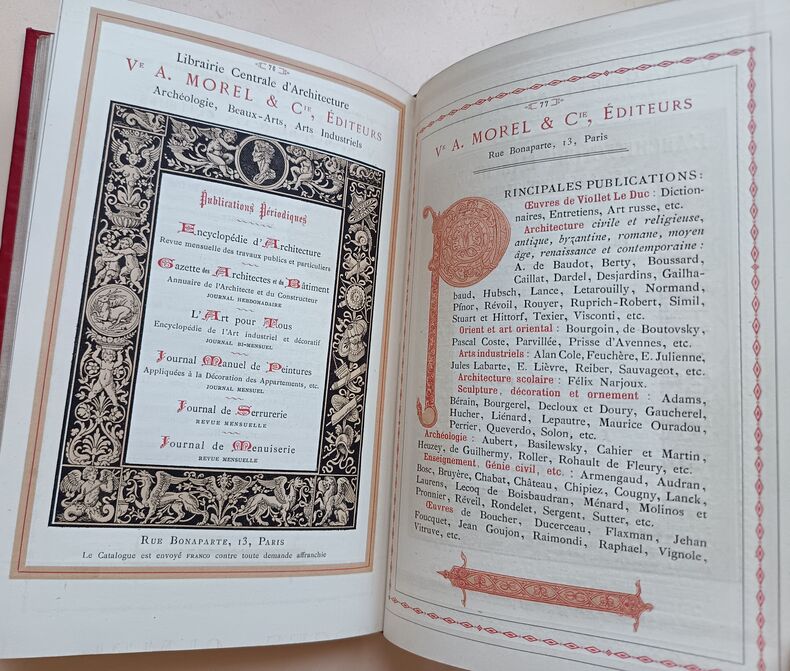 76
Librairie Centrale d'Architecture
Ve A. MOREL & Cie, ÉDITEURS
Archéologie, Beaux-Arts, Arts Industriels
Publications Périodiques
Encyclopédie d'Architecture
Revue mensuelle des travaux publics et particuliers
Gazette des Architectes et du Bâtiment
Annuaire de l'Architecte et du Constructeur
JOURNAL HEBDOMADAIRE
L'Art pour Tous
Encyclopédie de l'Art industriel et décoratif
JOURNAL BI-MENSUEL
Journal Manuel de Peintures
Appliquées à la Décoration des Appartements, etc.
JOURNAL MENSUEL
Journal de Serrurerie
REVUE MENSUELLE
Journal de Menuiserie
REVUE MENSUELLE
RUE BONAPARTE, 13, PARIS
Le Catalogue est envoyé FRANCO contre toute demande affranchie
77
Ve A. MOREL & Cie, ÉDITEURS
Rue Bonaparte, 13, Paris
PRINCIPALES PUBLICATIONS:
Œuvres de Viollet Le Duc : Diction-
naires, Entretiens, Art russe, etc.
Architecture civile et religieuse,
antique, byzantine, romane, moyen
âge, renaissance et contemporaine :
A. de Baudot, Berty, Boussard,
Caillat, Dardel, Desjardins, Gailha-
baud, Hubsch, Lance, Letarouilly, Normand,
Pfnor, Révoil, Rouyer, Ruprich-Robert, Simil,
Stuart et Hittorf, Texier, Visconti, etc.
Orient et art oriental : Bourgoin, de Boutovsky,
Pascal Coste, Parvillée, Prisse d'Avennes, etc.
Arts industriels : Alan Cole, Feuchère, E. Julienne,
Jules Labarte, E. Lièvre, Reiber, Sauvageot, etc.
Architecture scolaire : Félix Narjoux.
Sculpture, décoration et ornement : Adams,
Bérain, Bourgerel, Decloux et Doury, Gaucherel,
Hucher, Liénard, Lepautre, Maurice Ouradou,
Perrier, Queverdo, Solon, etc.
Archéologie : Aubert, Basilewsky, Cahier et Martin,
Heuzey, de Guilhermy, Roller, Rohault de Fleury, etc.
Enseignement, Génie civil, etc. : Armengaud, Audran,
Bosc, Bruyère, Chabat, Château, Chipiez, Cougny, Lanck,
Laurens, Lecoq de Boisbaudran, Ménard, Molinos et
Pronnier, Réveil, Rondelet, Sergent, Sutter, etc.
Œuvres de Boucher, Ducerceau, Flaxman, Jehan
Foucquet, Jean Goujon, Raimondi, Raphael, Vignole,
Vitruve, etc.